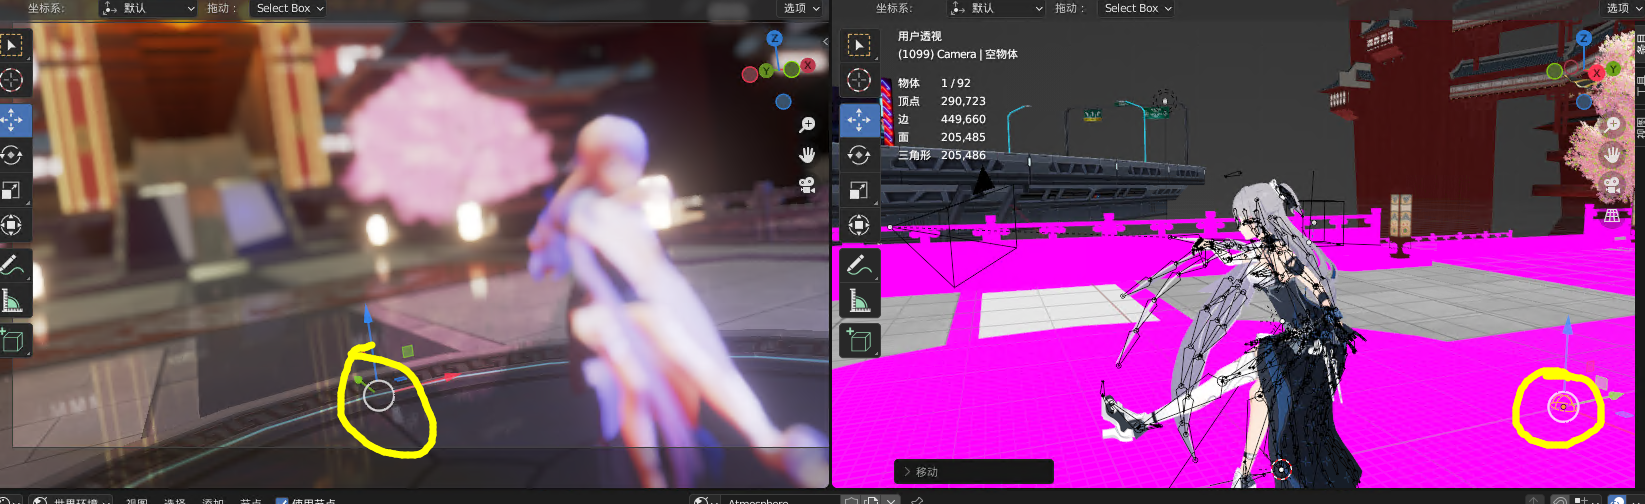 坐标系: 默认 拖动: Select Box 选项
坐标系: 默认 拖动: Select Box 选项
Z
Y
X
用户透视
(1099) Camera | 空物体
物体 1/92
顶点 290,723
边 449,660
面 205,485
三角形 205,486
Z
X
Y
移动
世界环境 视图 选择 添加 节点 使用节点
Atmosphere